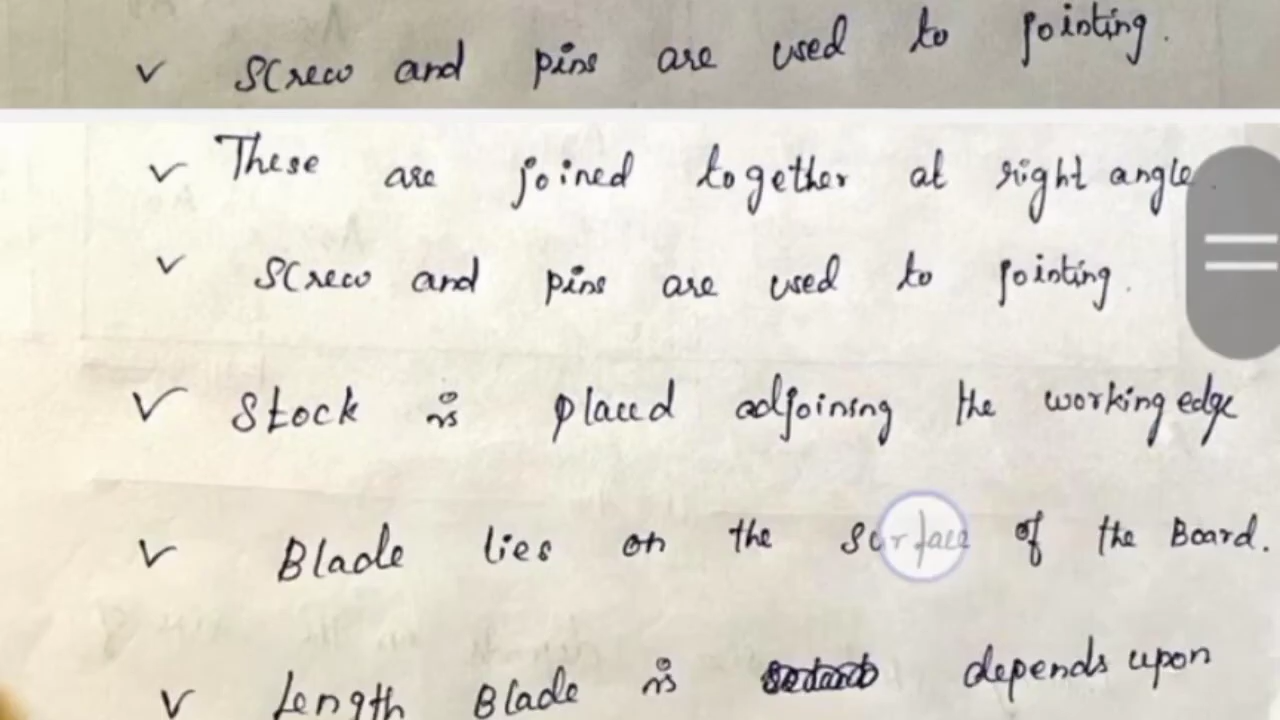 ✓ Screw and pins are used to jointing.
✓ These are joined together at right angle.
✓ Screw and pins are used to jointing.
✓ Stock is placed adjoining the working edge
✓ Blade lies on the surface of the Board.
✓ Length Blade is depends upon